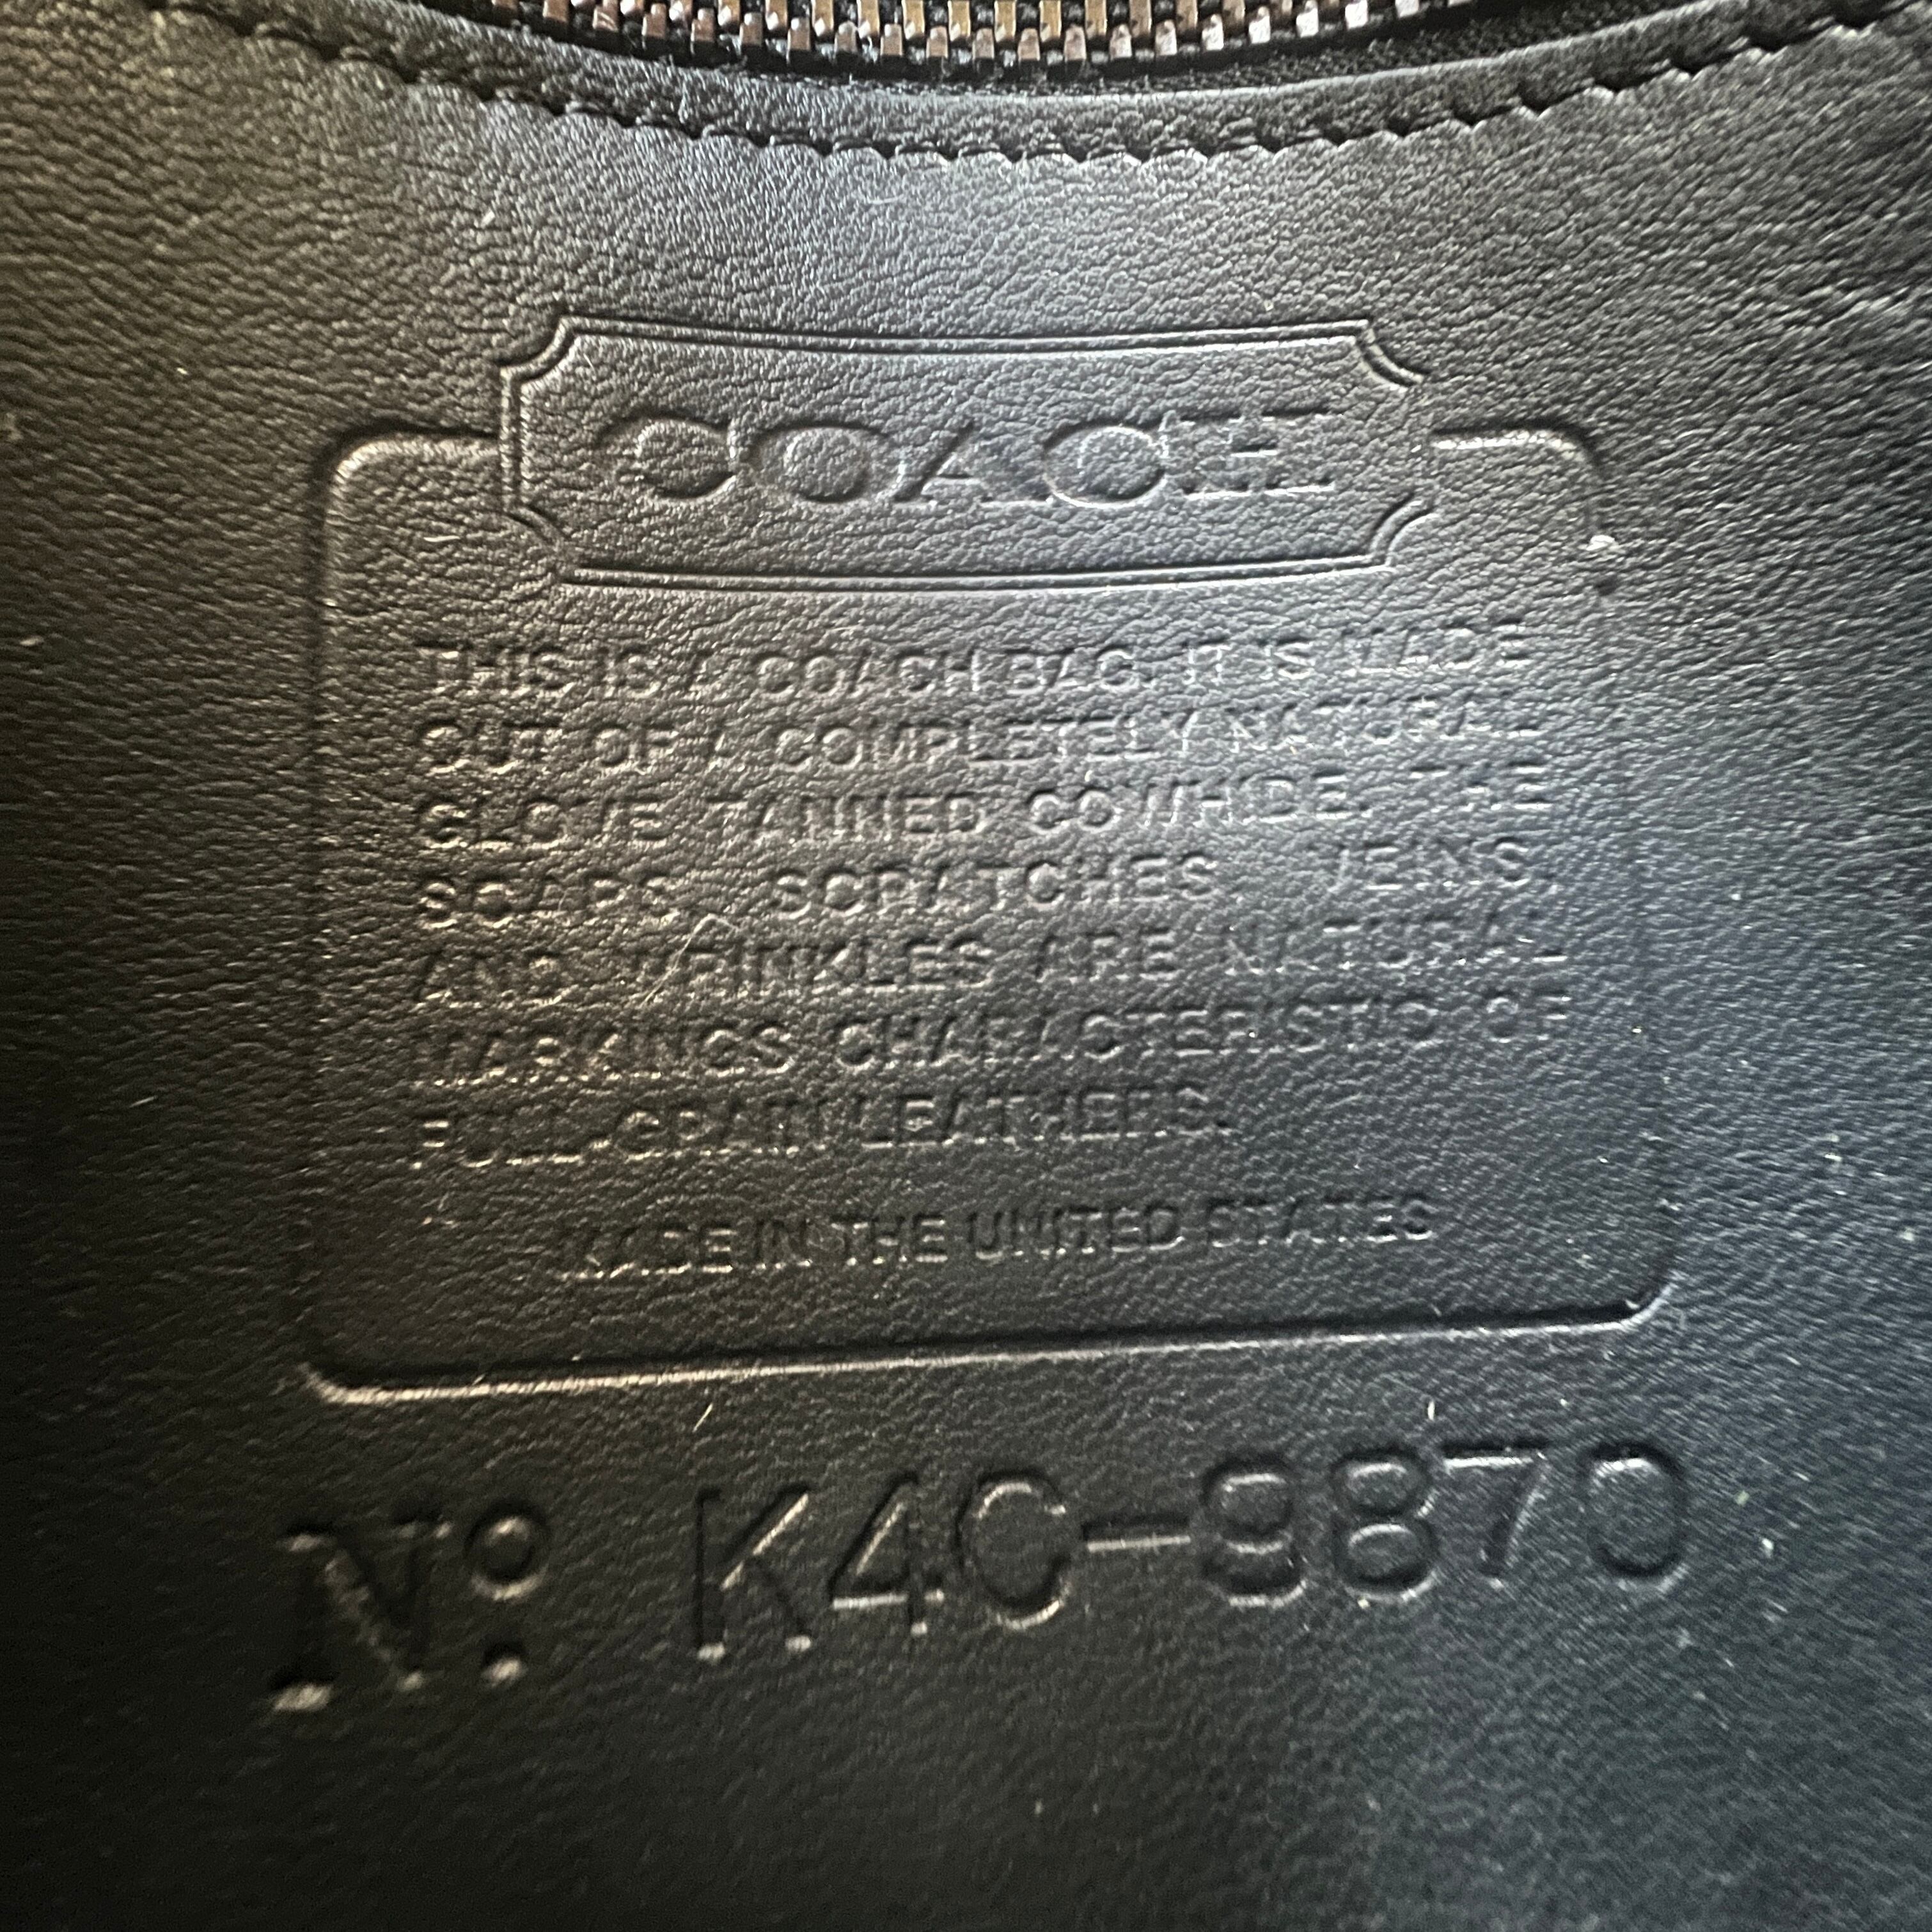 COACH
THIS IS A COACH BAG. IT IS MADE
OUT OF A COMPLETELY NATURAL
GLOVE TANNED COWHIDE. THE
SCARS, SCRATCHES, VEINS,
AND WRINKLES ARE NATURAL
MARKINGS CHARACTERISTIC OF
FULL GRAIN LEATHERS.
MADE IN THE UNITED STATES
Nº K4C-9870